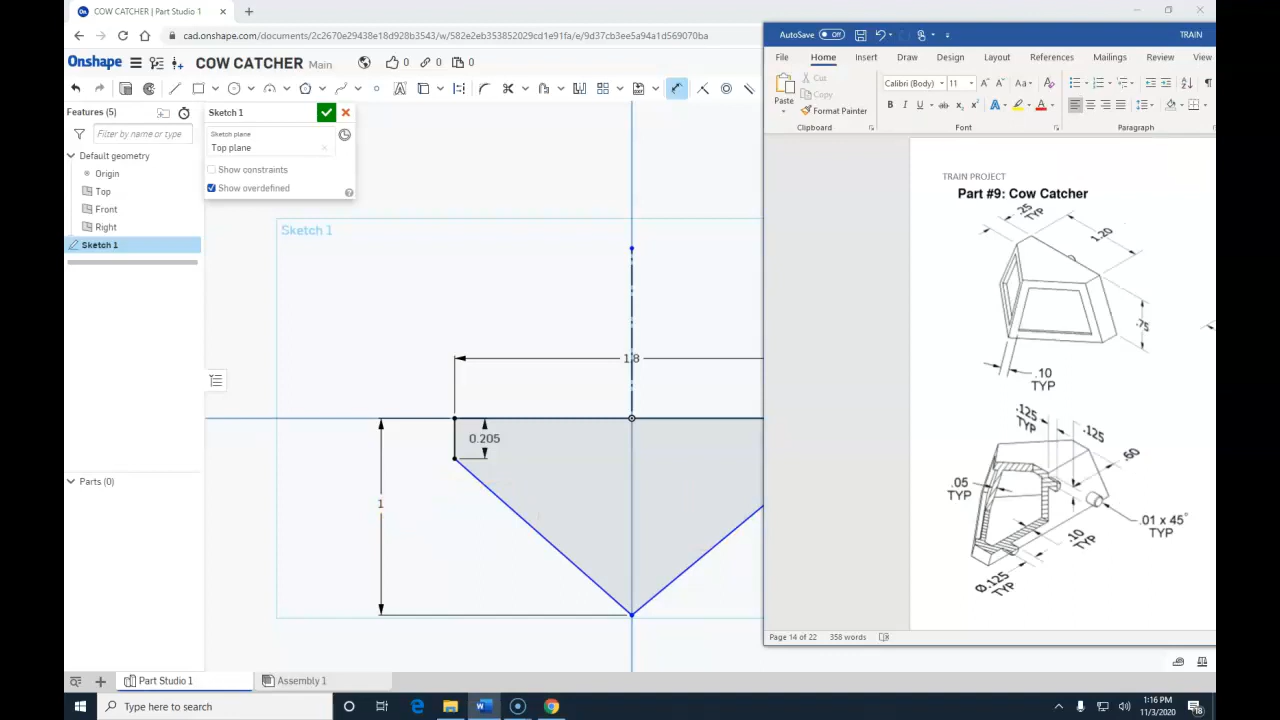 COW CATCHER | Part Studio 1
cad.onshape.com/documents/2c2670e29438e18d928b3543/w/582e2eb353852029cd1e91fa/e/9d37cb3ee5a94a1d569070ba
Onshape
COW CATCHER Main
0
0
0
Features (5)
Filter by name or type
Default geometry
Origin
Top
Front
Right
Sketch 1
Parts (0)
Sketch 1
Sketch plane
Top plane
Show constraints
Show overdefined
Sketch 1
1.8
0.205
1
Part Studio 1
Assembly 1
AutoSave Off
TRAIN
File
Home
Insert
Draw
Design
Layout
References
Mailings
Review
View
Paste
Cut
Copy
Format Painter
Clipboard
Calibri (Body)
11
Font
Paragraph
TRAIN PROJECT
Part #9: Cow Catcher
.25
TYP
1.20
.75
.10
TYP
.125
TYP
.125
.60
.05
TYP
.01 x 45°
TYP
.10
TYP
Ø.125
TYP
Page 14 of 22
358 words
Type here to search
1:16 PM
11/3/2020
18